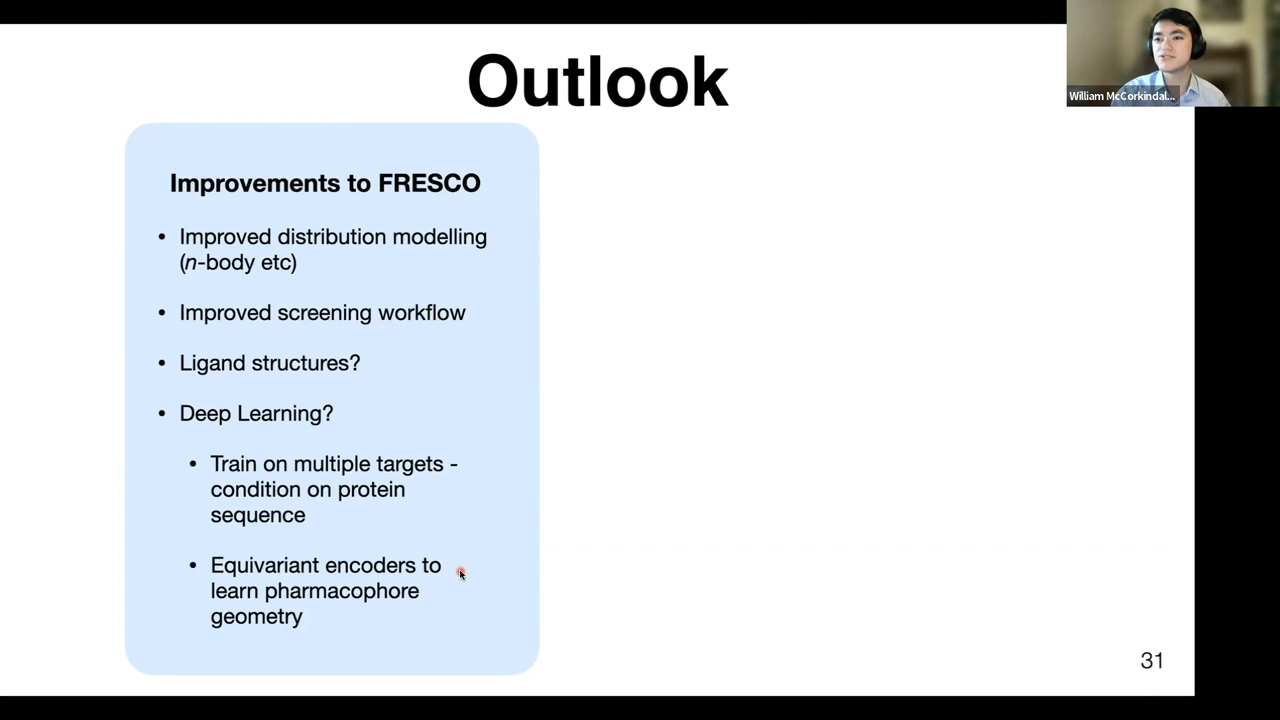 Outlook
William McCorkindal...
Improvements to FRESCO
• Improved distribution modelling
(n-body etc)
• Improved screening workflow
• Ligand structures?
• Deep Learning?
• Train on multiple targets -
condition on protein
sequence
• Equivariant encoders to
learn pharmacophore
geometry
31